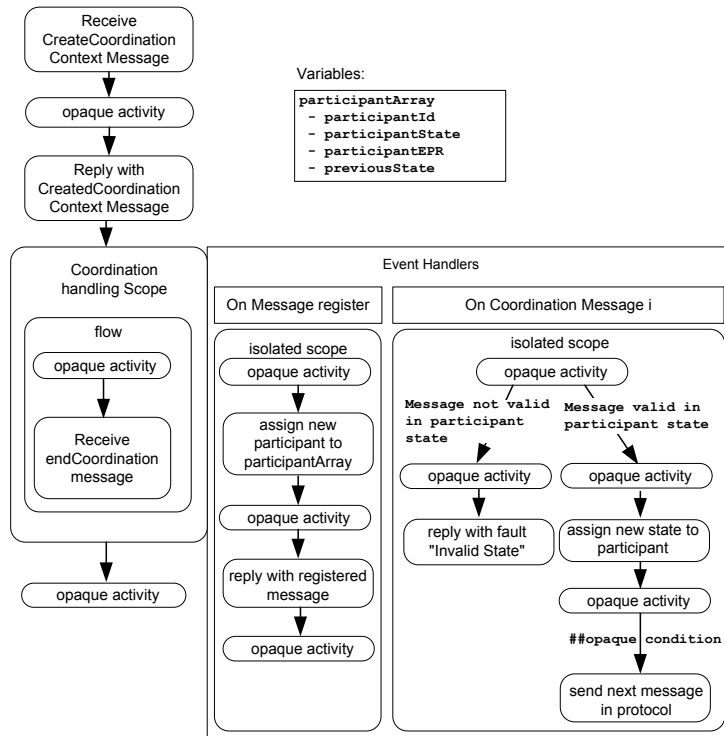 Receive
CreateCoordination
Context Message
opaque activity
Reply with
CreatedCoordination
Context Message
Variables:
participantArray
- participantId
- participantState
- participantEPR
- previousState
Coordination
handling Scope
flow
opaque activity
Receive
endCoordination
message
opaque activity
Event Handlers
On Message register
isolated scope
opaque activity
assign new
participant to
participantArray
opaque activity
reply with registered
message
opaque activity
On Coordination Message i
isolated scope
opaque activity
Message not valid
in participant
state
opaque activity
reply with fault
"Invalid State"
Message valid in
participant state
opaque activity
assign new state to
participant
opaque activity
##opaque condition
send next message
in protocol